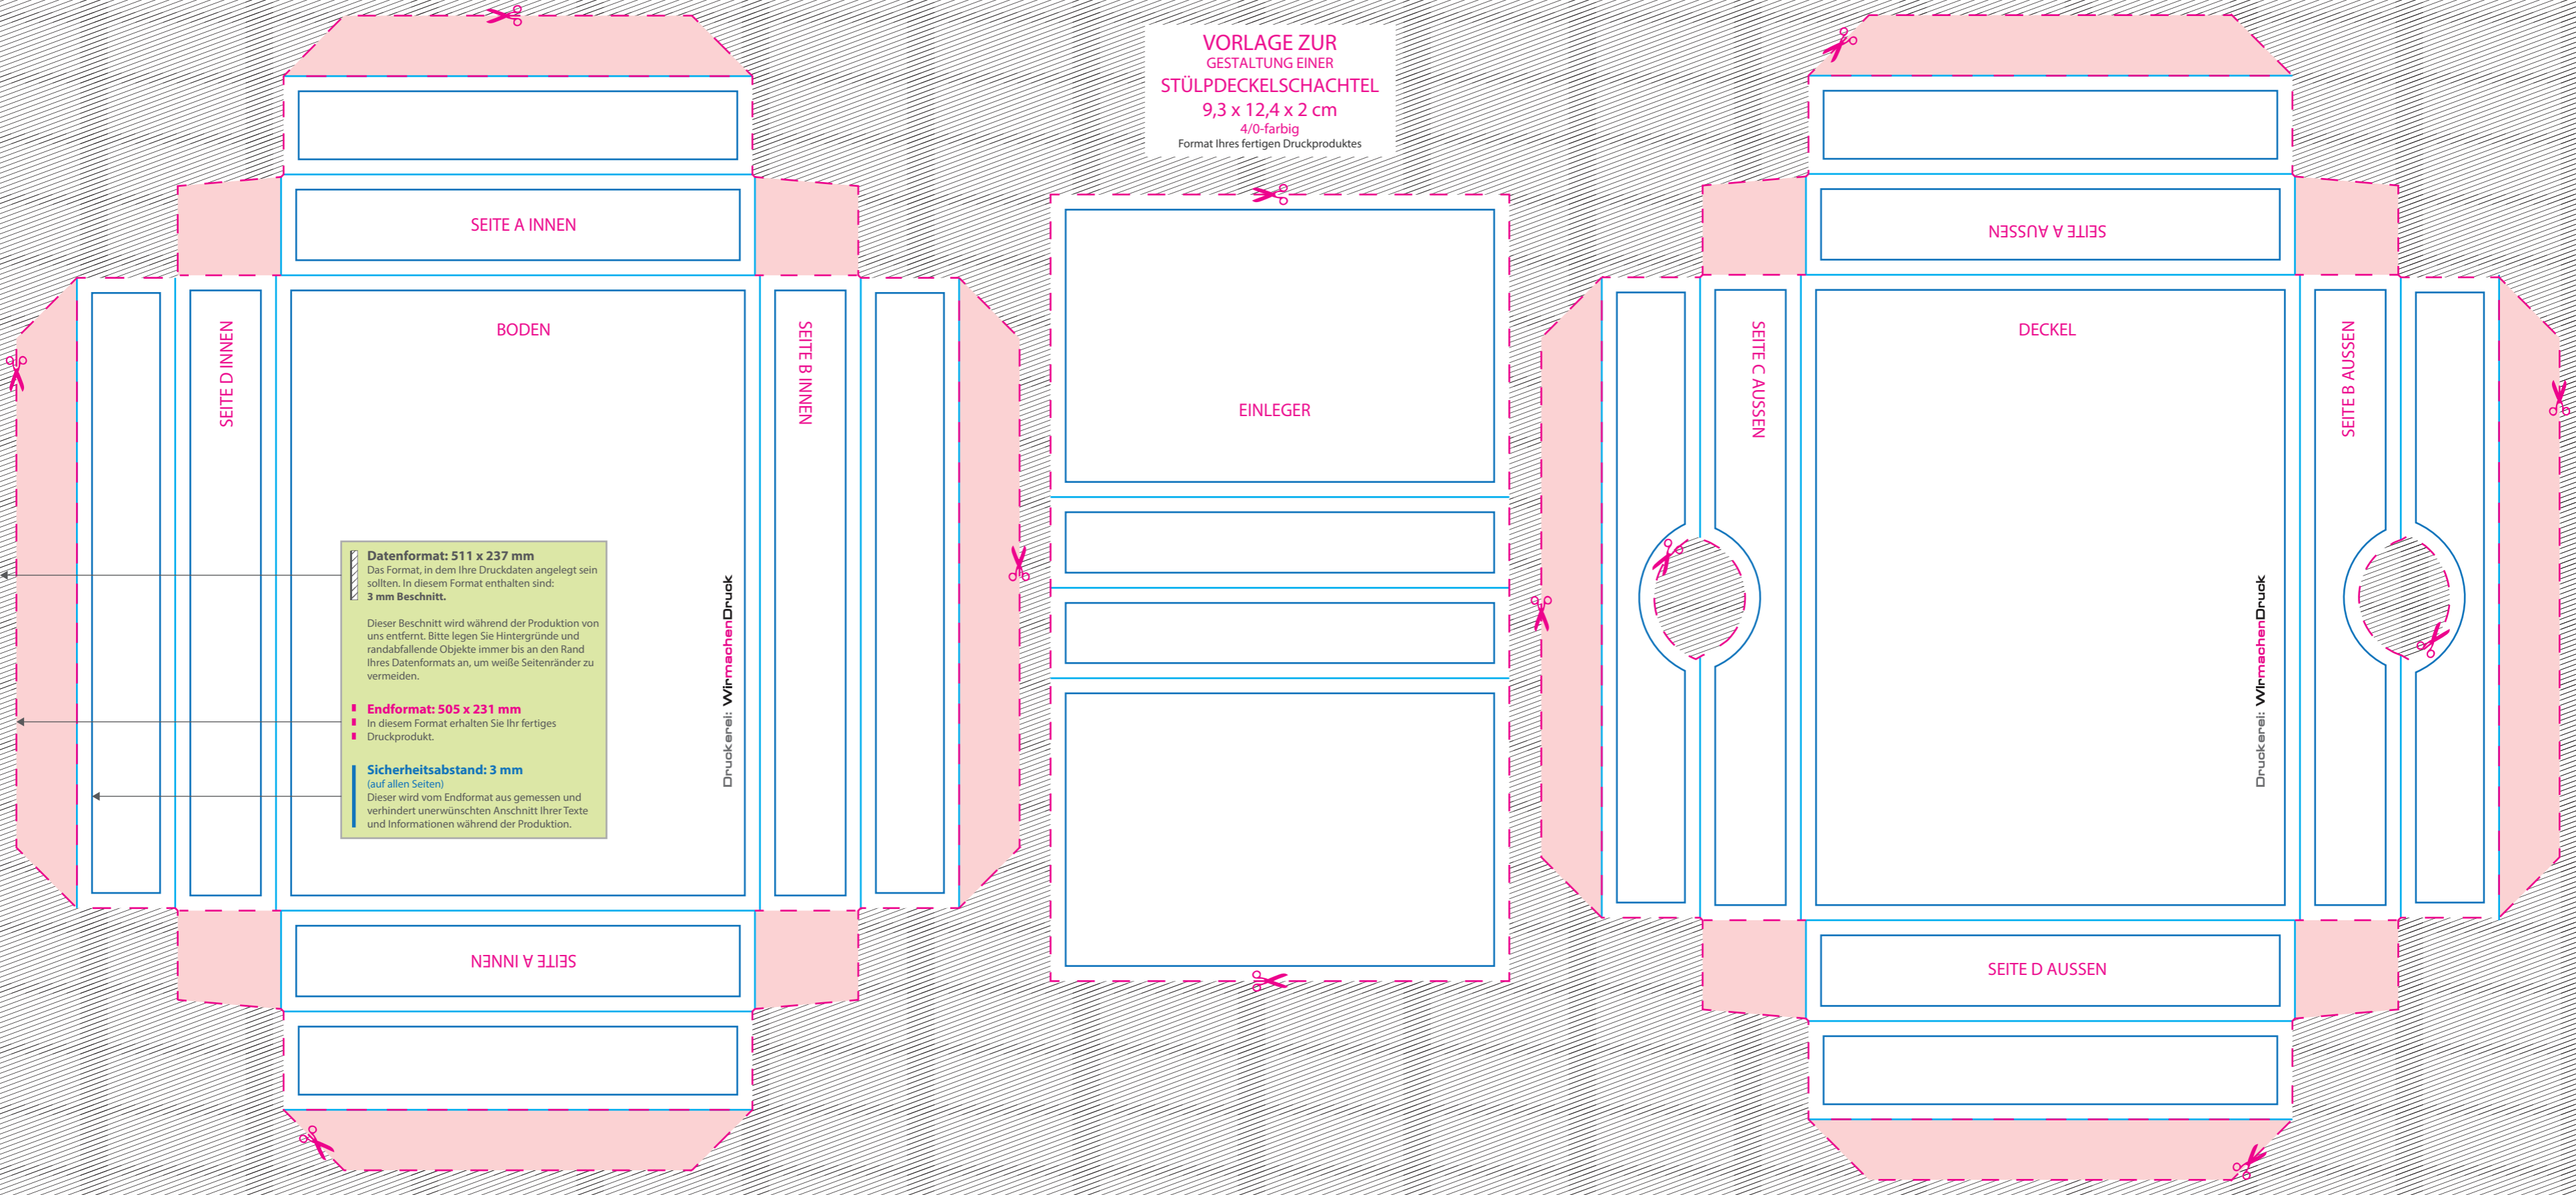 VORLAGE ZUR
GESTALTUNG EINER
STÜLPDECKELSCHACHTEL
9,3 x 12,4 x 2 cm
4/0-farbig
Format Ihres fertigen Druckproduktes
SEITE A INNEN
SEITE D INNEN
BODEN
SEITE B INNEN
Datenformat: 511 x 237 mm
Das Format, in dem Ihre Druckdaten angelegt sein
sollten. In diesem Format enthalten sind:
3 mm Beschnitt.
Dieser Beschnitt wird während der Produktion von
uns entfernt. Bitte legen Sie Hintergründe und
randabfallende Objekte immer bis an den Rand
Ihres Datenformats an, um weiße Seitenränder zu
vermeiden.
Endformat: 505 x 231 mm
In diesem Format erhalten Sie Ihr fertiges
Druckprodukt.
Sicherheitsabstand: 3 mm
(auf allen Seiten)
Dieser wird vom Endformat aus gemessen und
verhindert unerwünschten Anschnitt Ihrer Texte
und Informationen während der Produktion.
Druckerei: WirmachenDruck
SEITE A INNEN
EINLEGER
SEITE A AUSSEN
SEITE C AUSSSEN
DECKEL
SEITE B AUSSEN
Druckerei: WirmachenDruck
SEITE D AUSSEN